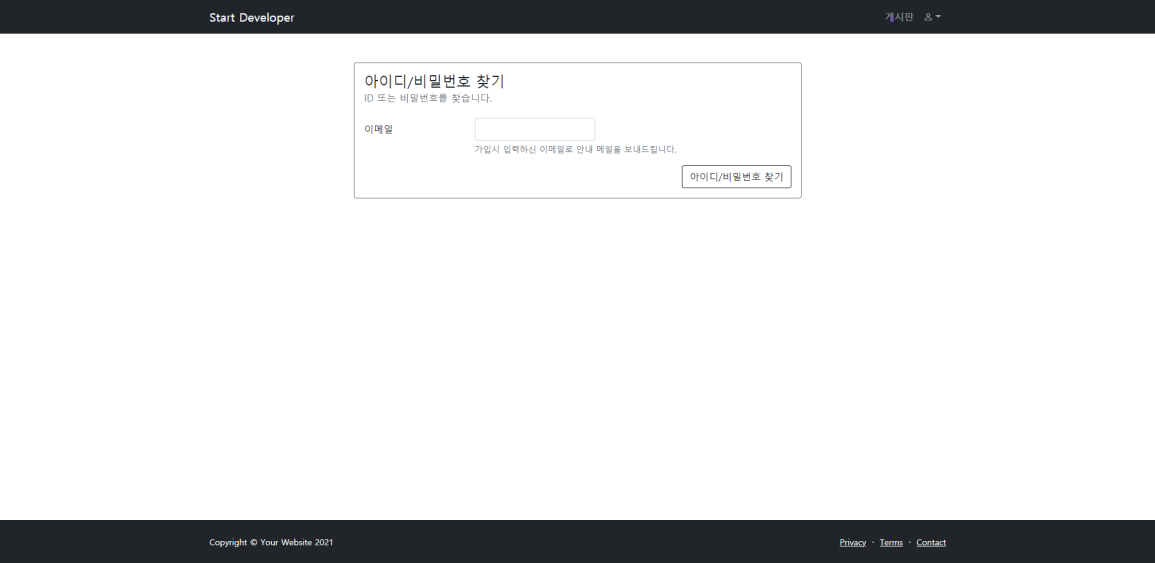 Start Developer
게시판
아이디/비밀번호 찾기
ID 또는 비밀번호를 찾습니다.
이메일
가입시 입력하신 이메일로 안내 메일을 보내드립니다.
아이디/비밀번호 찾기
Copyright © Your Website 2021
Privacy · Terms · Contact